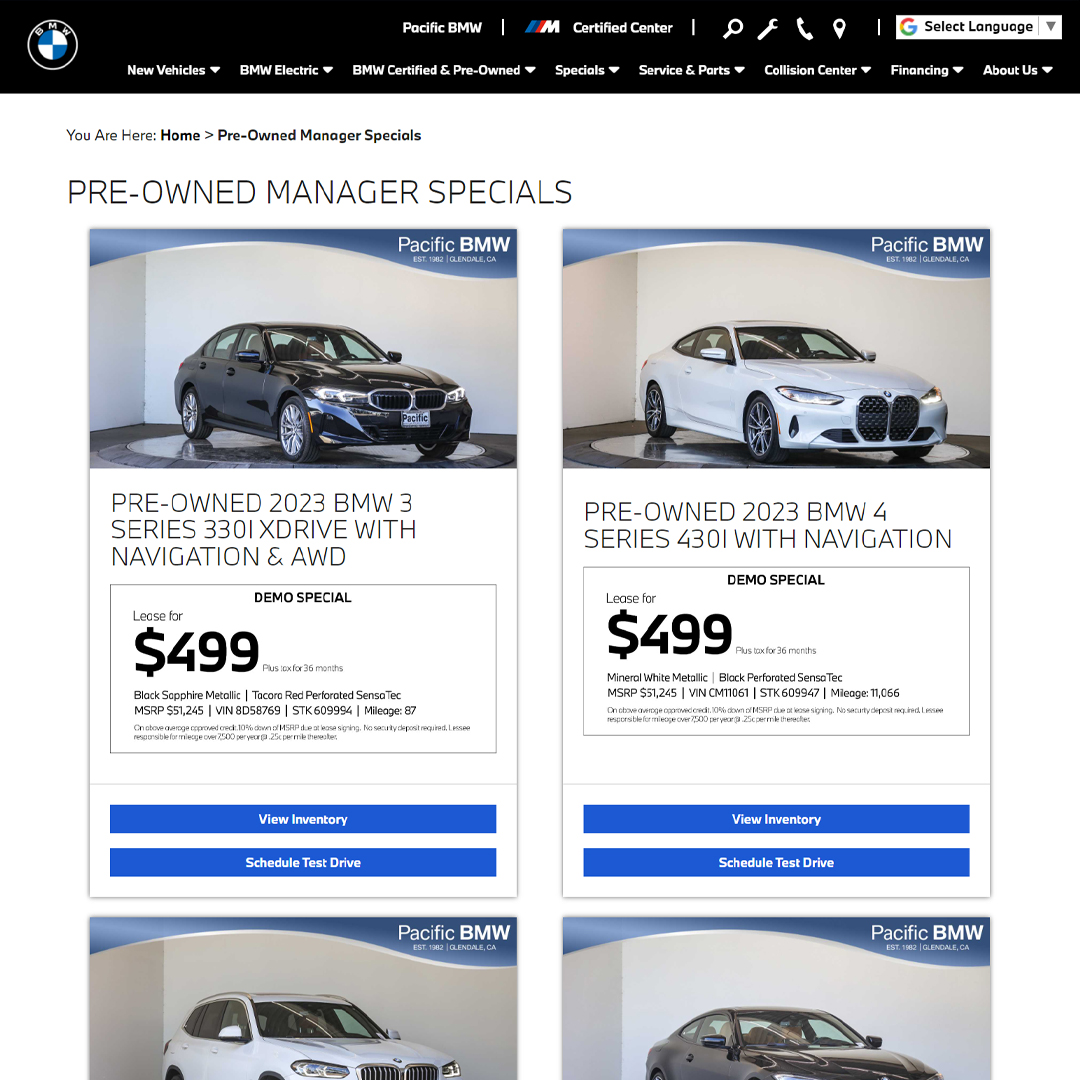 BMW
Pacific BMW | M Certified Center |
Select Language ▼
New Vehicles BMW Electric BMW Certified & Pre-Owned Specials Service & Parts Collision Center Financing About Us
You Are Here: Home > Pre-Owned Manager Specials
PRE-OWNED MANAGER SPECIALS
Pacific BMW
EST. 1982 | GLENDALE, CA
Pacific
PRE-OWNED 2023 BMW 3
SERIES 330I XDRIVE WITH
NAVIGATION & AWD
DEMO SPECIAL
Lease for
$499 Plus tax for 36 months
Black Sapphire Metallic | Tacora Red Perforated SensaTec
MSRP $51,245 | VIN 8D58769 | STK 609994 | Mileage: 87
On above average approved credit. 10% down of MSRP due at lease signing. No security deposit required. Lessee
responsible for mileage over 7,500 per year @ .25c per mile thereafter.
View Inventory
Schedule Test Drive
Pacific BMW
EST. 1982 | GLENDALE, CA
PRE-OWNED 2023 BMW 4
SERIES 430I WITH NAVIGATION
DEMO SPECIAL
Lease for
$499 Plus tax for 36 months
Mineral White Metallic | Black Perforated SensaTec
MSRP $51,245 | VIN CM11061 | STK 609947 | Mileage: 11,066
On above average approved credit. 10% down of MSRP due at lease signing. No security deposit required. Lessee
responsible for mileage over 7,500 per year @ .25c per mile thereafter.
View Inventory
Schedule Test Drive
Pacific BMW
EST. 1982 | GLENDALE, CA
Pacific BMW
EST. 1982 | GLENDALE, CA